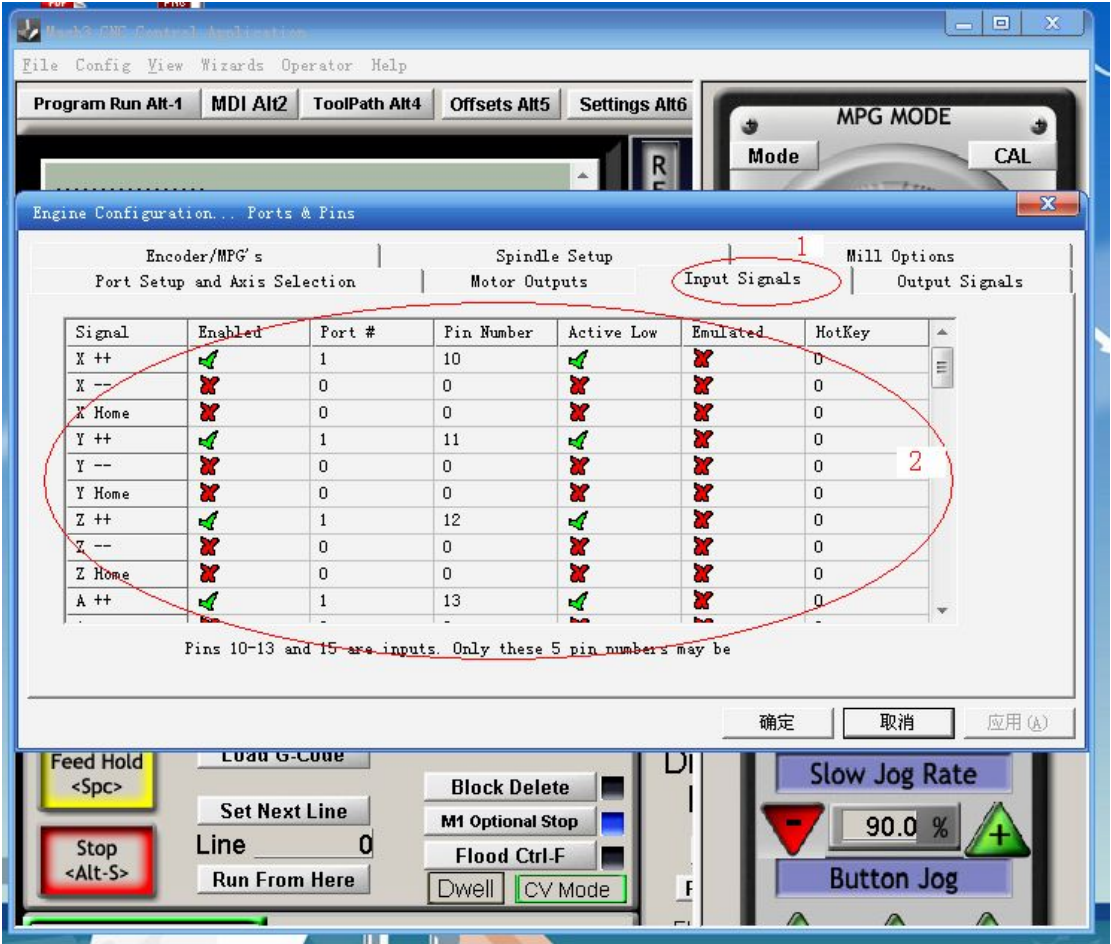 PDF PNG
Mach3 CNC Control Application
File Config View Wizards Operator Help
Program Run Alt-1 MDI Alt2 ToolPath Alt4 Offsets Alt5 Settings Alt6
MPG MODE
Mode CAL
R
Engine Configuration... Ports & Pins
1
Encoder/MPG's Spindle Setup Mill Options
Port Setup and Axis Selection Motor Outputs Input Signals Output Signals
Signal Enabled Port # Pin Number Active Low Emulated HotKey
X ++ 1 10 0
X -- 0 0 0
X Home 0 0 0
Y ++ 1 11 0
Y -- 0 0 0
2
Y Home 0 0 0
Z ++ 1 12 0
Z -- 0 0 0
Z Home 0 0 0
A ++ 1 13 0
Pins 10-13 and 15 are inputs. Only these 5 pin numbers may be
确定 取消 应用(A)
Feed Hold
<Spc>
Load G-Code
Set Next Line
Line 0
Run From Here
Stop
<Alt-S>
Block Delete
M1 Optional Stop
Flood Ctrl-F
Dwell CV Mode
Slow Jog Rate
- 90.0 % +
Button Jog